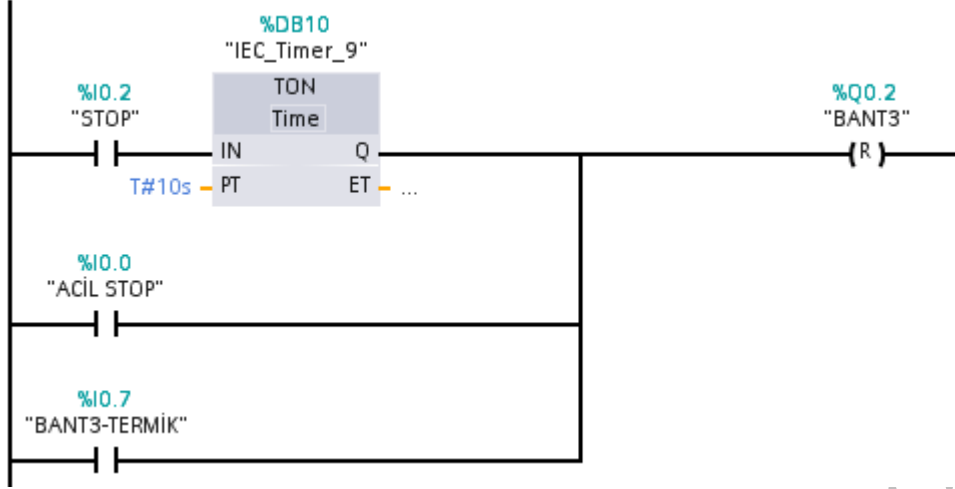 %DB10
"IEC_Timer_9"
TON
Time
%I0.2
"STOP"
IN
Q
T#10s
PT
ET
...
%Q0.2
"BANT3"
R
%I0.0
"ACİL STOP"
%I0.7
"BANT3-TERMİK"